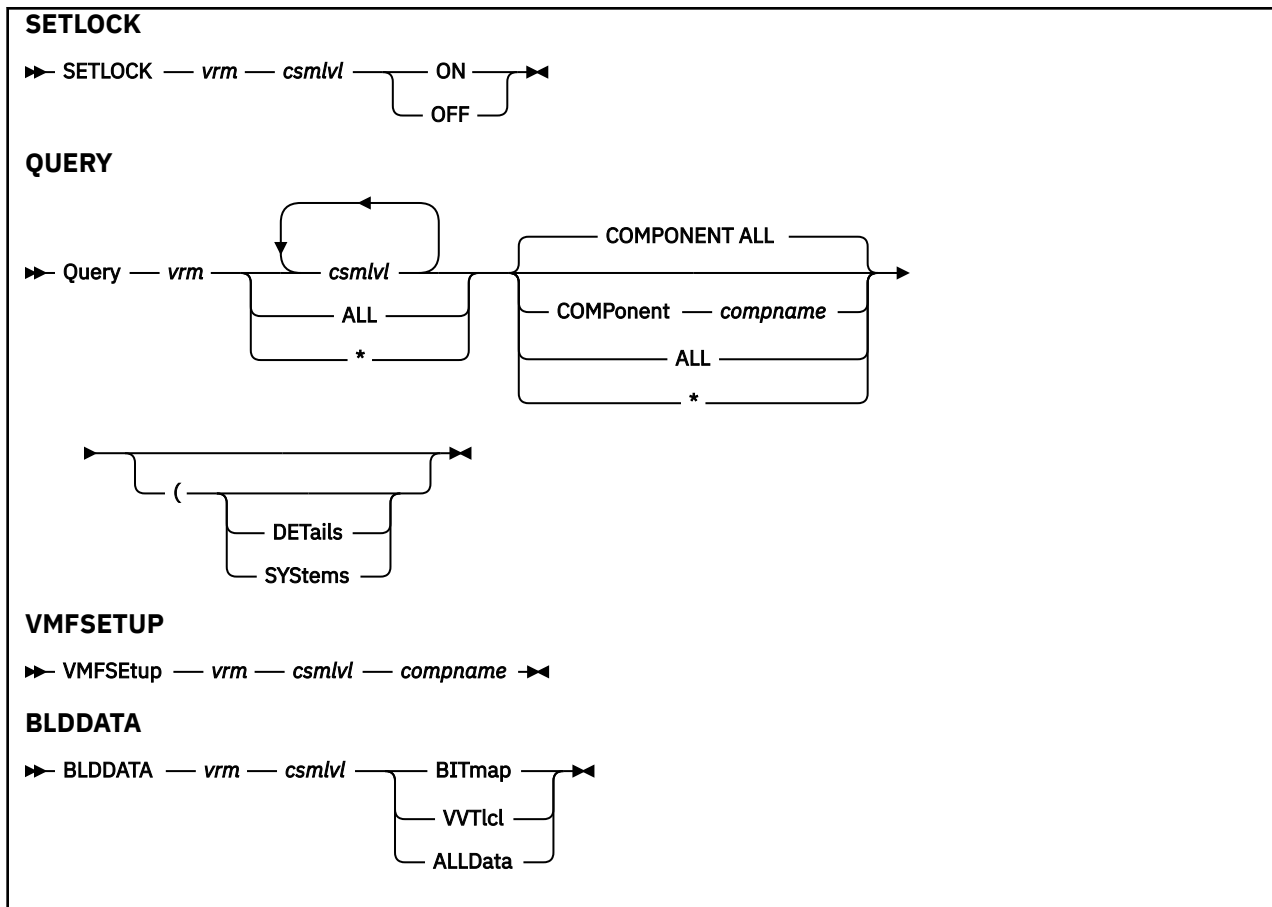 SETLOCK
SETLOCK vrm csmlvl ON
OFF
QUERY
COMPONENT ALL
Query vrm csmlvl
COMPonent compname
ALL
ALL
*
*
(
DETails
SYStems
VMFSETUP
VMFSEtup vrm csmlvl compname
BLDDATA
BLDDATA vrm csmlvl BITmap
VVTlcl
ALLData